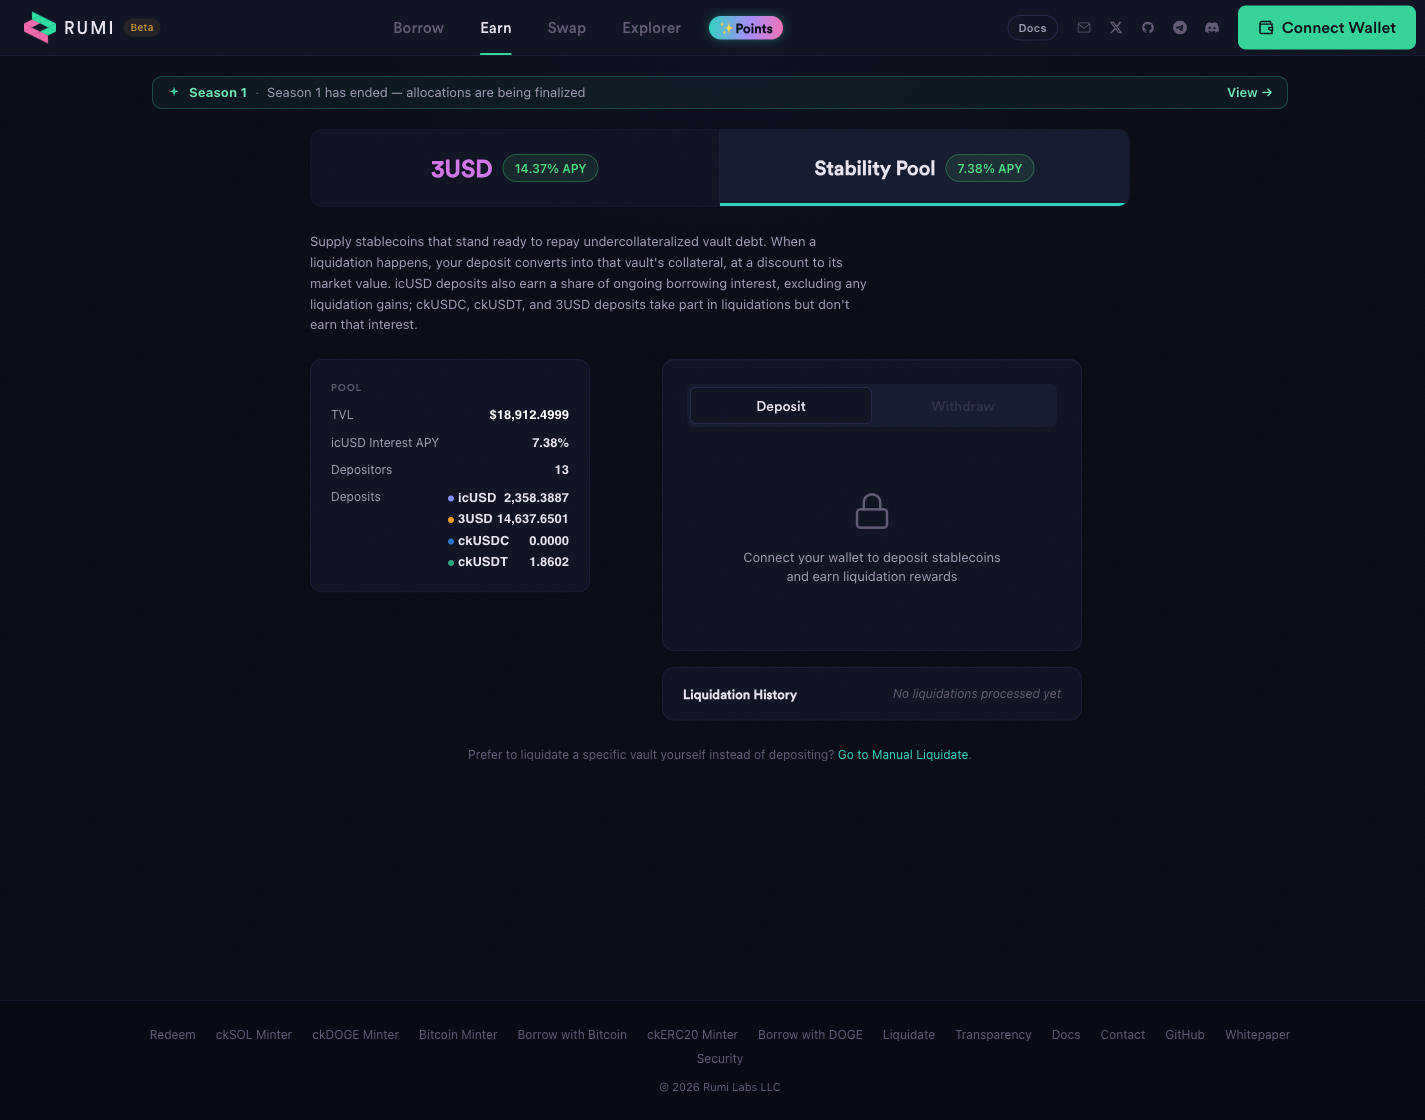 RUMI Beta Borrow Earn Swap Explorer ✨Points Docs Connect Wallet
Season 1 · Season 1 has ended — allocations are being finalized View →
3USD 14.37% APY Stability Pool 7.38% APY
Supply stablecoins that stand ready to repay undercollateralized vault debt. When a
liquidation happens, your deposit converts into that vault's collateral, at a discount to its
market value. icUSD deposits also earn a share of ongoing borrowing interest, excluding any
liquidation gains; ckUSDC, ckUSDT, and 3USD deposits take part in liquidations but don't
earn that interest.
POOL
TVL $18,912.4999
icUSD Interest APY 7.38%
Depositors 13
Deposits icUSD 2,358.3887
3USD 14,637.6501
ckUSDC 0.0000
ckUSDT 1.8602
Deposit Withdraw
Connect your wallet to deposit stablecoins
and earn liquidation rewards
Liquidation History No liquidations processed yet
Prefer to liquidate a specific vault yourself instead of depositing? Go to Manual Liquidate.
Redeem ckSOL Minter ckDOGE Minter Bitcoin Minter Borrow with Bitcoin ckERC20 Minter Borrow with DOGE Liquidate Transparency Docs Contact GitHub Whitepaper
Security
© 2026 Rumi Labs LLC